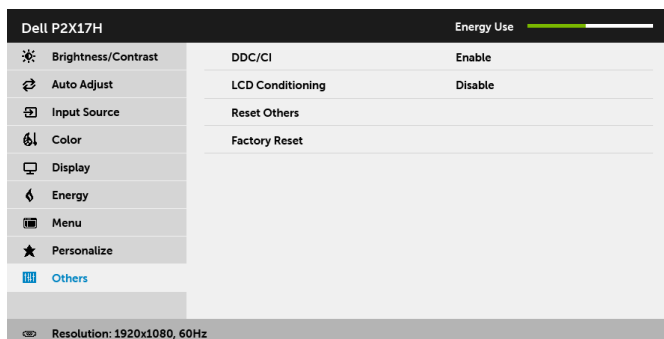 Dell P2X17H Energy Use
Brightness/Contrast DDC/CI Enable
Auto Adjust LCD Conditioning Disable
Input Source Reset Others
Color Factory Reset
Display
Energy
Menu
Personalize
Others
Resolution: 1920x1080, 60Hz